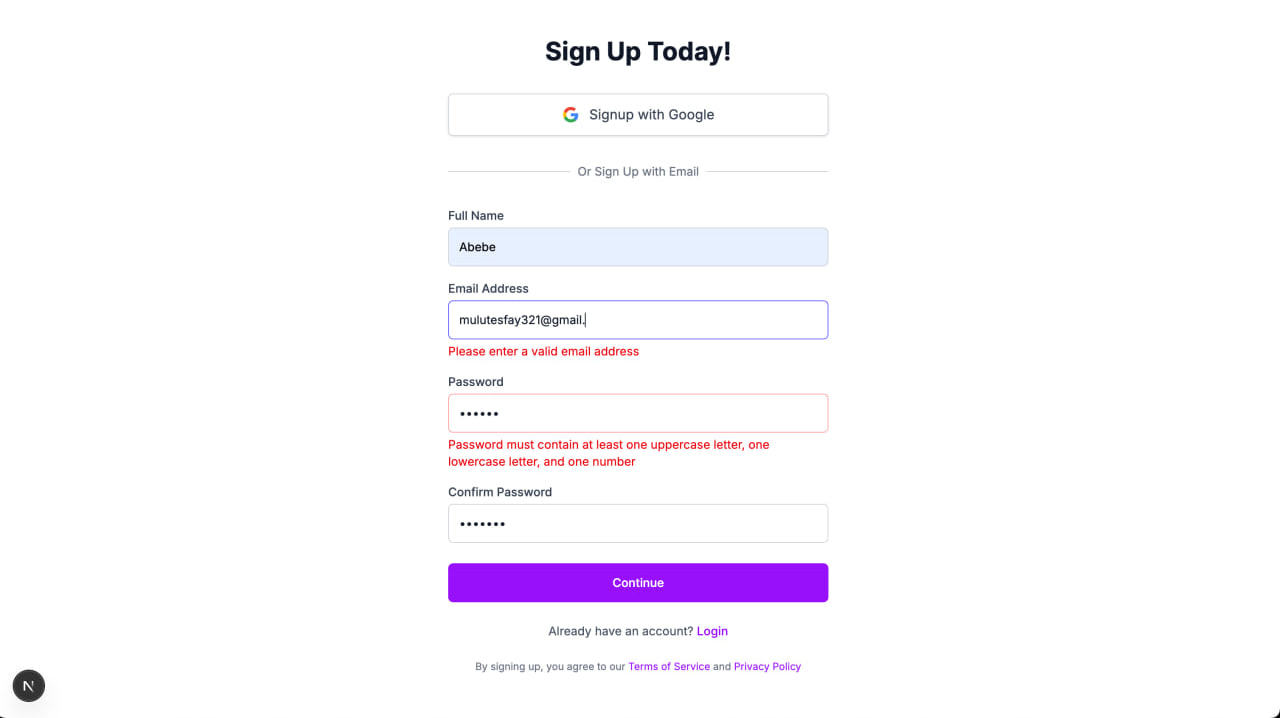 Sign Up Today!
Signup with Google
Or Sign Up with Email
Full Name
Abebe
Email Address
mulutesfay321@gmail.
Please enter a valid email address
Password
••••••
Password must contain at least one uppercase letter, one
lowercase letter, and one number
Confirm Password
•••••••
Continue
Already have an account? Login
By signing up, you agree to our Terms of Service and Privacy Policy
N